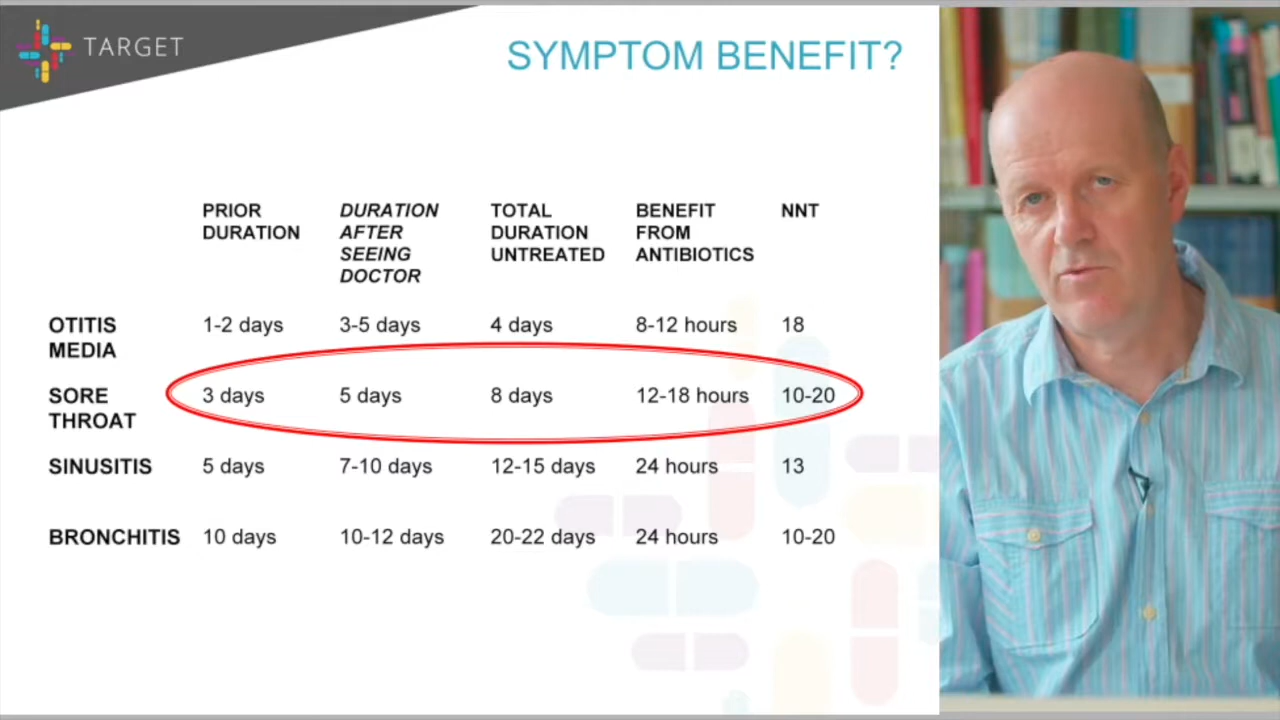 TARGET
SYMPTOM BENEFIT?
PRIOR DURATION
DURATION AFTER SEEING DOCTOR
TOTAL DURATION UNTREATED
BENEFIT FROM ANTIBIOTICS
NNT
OTITIS MEDIA 1-2 days 3-5 days 4 days 8-12 hours 18
SORE THROAT 3 days 5 days 8 days 12-18 hours 10-20
SINUSITIS 5 days 7-10 days 12-15 days 24 hours 13
BRONCHITIS 10 days 10-12 days 20-22 days 24 hours 10-20